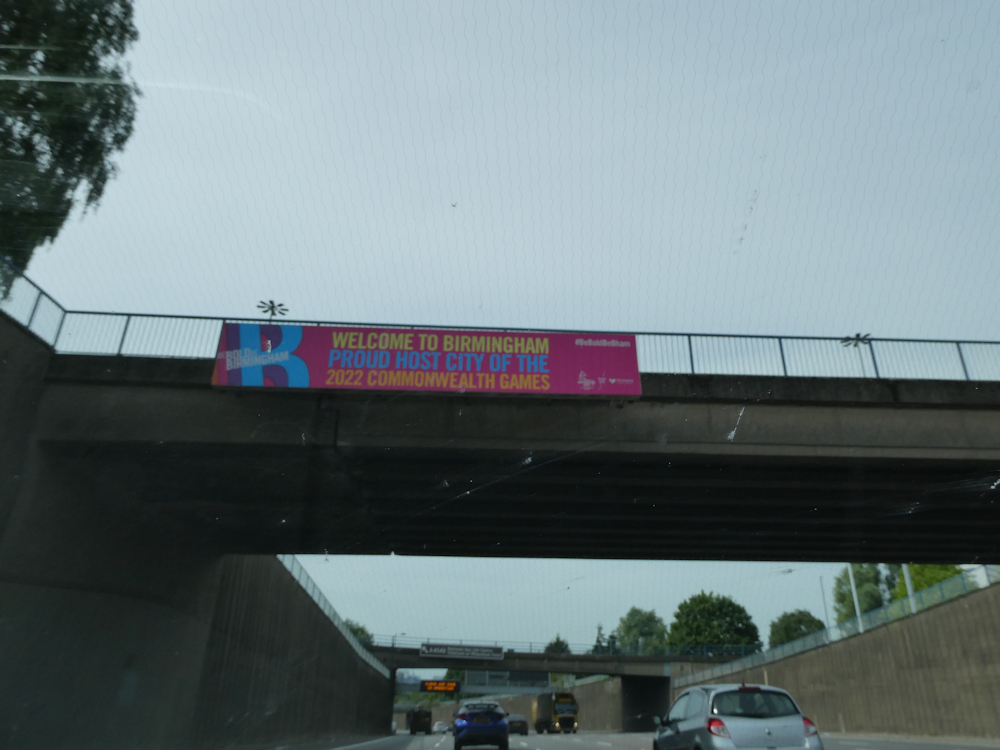 BOLD
BIRMINGHAM
WELCOME TO BIRMINGHAM
PROUD HOST CITY OF THE
2022 COMMONWEALTH GAMES
#BeBoldBeBham